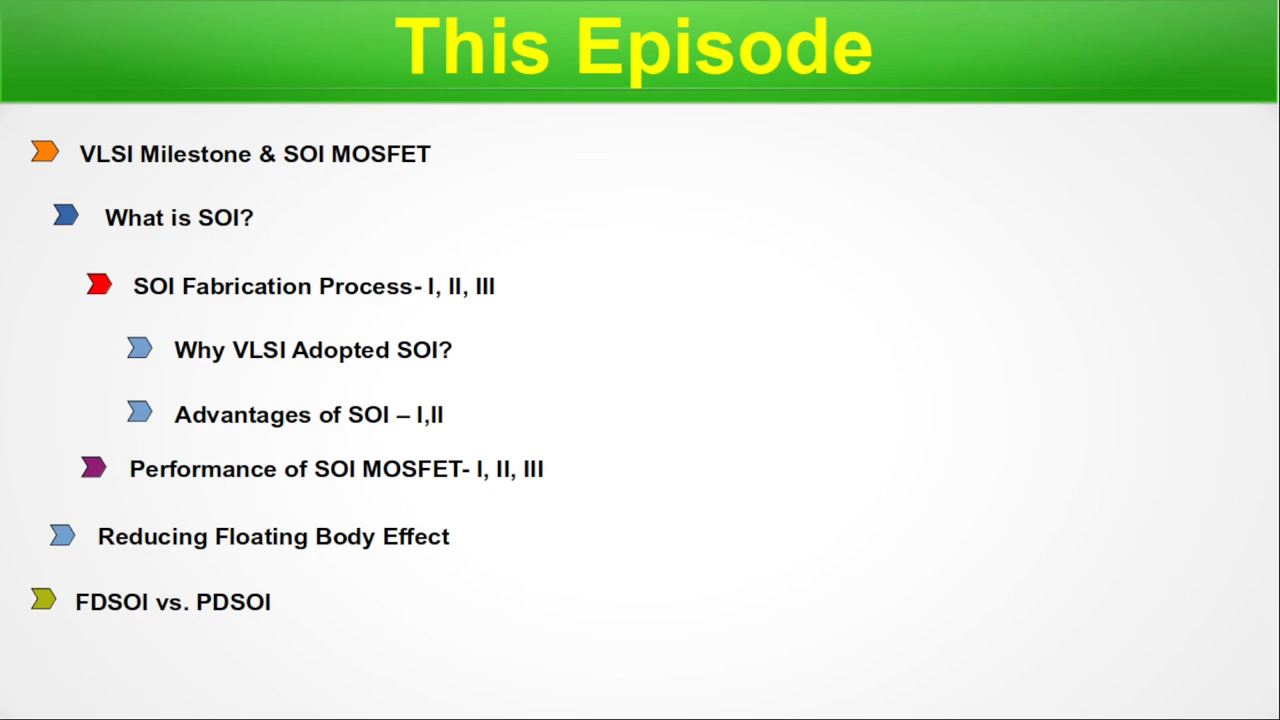 This Episode
VLSI Milestone & SOI MOSFET
What is SOI?
SOI Fabrication Process- I, II, III
Why VLSI Adopted SOI?
Advantages of SOI – I,II
Performance of SOI MOSFET- I, II, III
Reducing Floating Body Effect
FDSOI vs. PDSOI